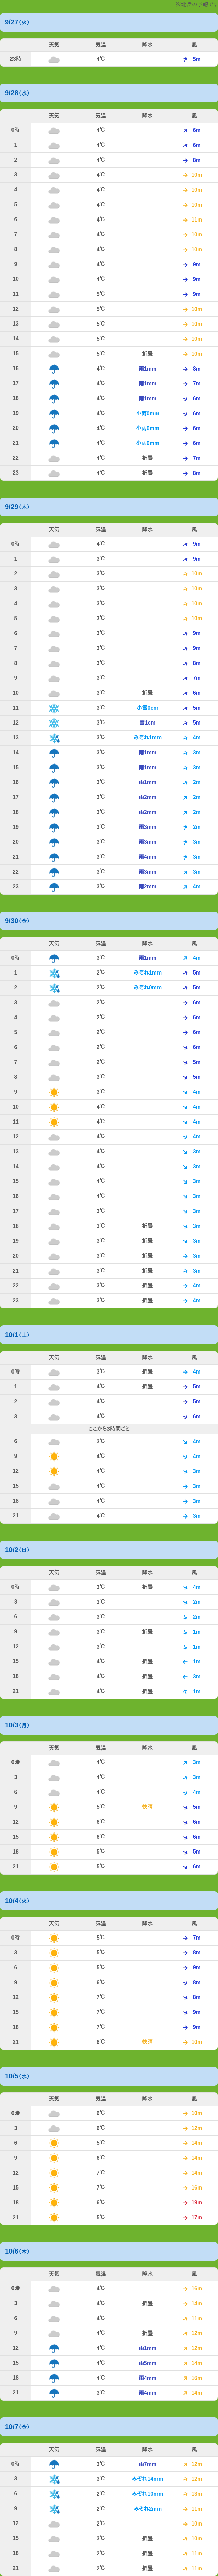 9/27(火)
天気 気温 降水 風
23時 4℃ 5m
9/28(水)
天気 気温 降水 風
0時 4℃ 6m
1 4℃ 6m
2 4℃ 8m
3 4℃ 10m
4 4℃ 10m
5 4℃ 10m
6 4℃ 11m
7 4℃ 10m
8 4℃ 10m
9 4℃ 9m
10 4℃ 9m
11 5℃ 9m
12 5℃ 10m
13 5℃ 10m
14 5℃ 10m
15 5℃ 折畳 10m
16 4℃ 雨1mm 8m
17 4℃ 雨1mm 7m
18 4℃ 雨1mm 6m
19 4℃ 小雨0mm 6m
20 4℃ 小雨0mm 6m
21 4℃ 小雨0mm 6m
22 4℃ 折畳 7m
23 4℃ 折畳 8m
9/29(木)
天気 気温 降水 風
0時 4℃ 9m
1 3℃ 9m
2 3℃ 10m
3 3℃ 10m
4 3℃ 10m
5 3℃ 10m
6 3℃ 9m
7 3℃ 9m
8 3℃ 8m
9 3℃ 7m
10 3℃ 折畳 6m
11 3℃ 小雪0cm 5m
12 3℃ 雪1cm 5m
13 3℃ みぞれ1mm 4m
14 3℃ 雨1mm 3m
15 3℃ 雨1mm 3m
16 3℃ 雨1mm 2m
17 3℃ 雨2mm 2m
18 3℃ 雨2mm 2m
19 3℃ 雨3mm 2m
20 3℃ 雨3mm 3m
21 3℃ 雨4mm 3m
22 3℃ 雨3mm 3m
23 3℃ 雨2mm 4m
9/30(金)
天気 気温 降水 風
0時 3℃ 雨1mm 4m
1 2℃ みぞれ1mm 5m
2 2℃ みぞれ0mm 5m
3 2℃ 6m
4 2℃ 6m
5 2℃ 6m
6 2℃ 6m
7 2℃ 5m
8 3℃ 5m
9 3℃ 4m
10 4℃ 4m
11 4℃ 4m
12 4℃ 4m
13 4℃ 3m
14 4℃ 3m
15 4℃ 3m
16 4℃ 3m
17 3℃ 3m
18 3℃ 折畳 3m
19 3℃ 折畳 3m
20 3℃ 折畳 3m
21 3℃ 折畳 3m
22 3℃ 折畳 4m
23 3℃ 折畳 4m
10/1(土)
天気 気温 降水 風
0時 4℃ 折畳 4m
1 4℃ 折畳 5m
2 4℃ 5m
3 4℃ 6m
ここから3時間ごと
6 3℃ 4m
9 4℃ 4m
12 4℃ 3m
15 4℃ 3m
18 4℃ 3m
21 4℃ 3m
10/2(日)
天気 気温 降水 風
0時 3℃ 折畳 4m
3 3℃ 2m
6 3℃ 2m
9 3℃ 折畳 1m
12 3℃ 1m
15 4℃ 折畳 1m
18 4℃ 折畳 3m
21 4℃ 折畳 1m
10/3(月)
天気 気温 降水 風
0時 4℃ 3m
3 4℃ 3m
6 4℃ 4m
9 5℃ 快晴 5m
12 6℃ 6m
15 6℃ 6m
18 5℃ 5m
21 5℃ 6m
10/4(火)
天気 気温 降水 風
0時 5℃ 7m
3 5℃ 8m
6 5℃ 9m
9 6℃ 8m
12 7℃ 8m
15 7℃ 9m
18 7℃ 9m
21 6℃ 快晴 10m
10/5(水)
天気 気温 降水 風
0時 6℃ 10m
3 6℃ 12m
6 5℃ 14m
9 6℃ 14m
12 7℃ 14m
15 7℃ 16m
18 6℃ 19m
21 5℃ 17m
10/6(木)
天気 気温 降水 風
0時 4℃ 16m
3 4℃ 折畳 14m
6 4℃ 11m
9 4℃ 折畳 12m
12 4℃ 雨1mm 12m
15 4℃ 雨5mm 14m
18 4℃ 雨4mm 16m
21 4℃ 雨4mm 14m
10/7(金)
天気 気温 降水 風
0時 3℃ 雨7mm 12m
3 3℃ みぞれ14mm 12m
6 2℃ みぞれ10mm 13m
9 2℃ みぞれ2mm 11m
12 2℃ 10m
15 3℃ 折畳 10m
18 2℃ 折畳 11m
21 2℃ 折畳 11m